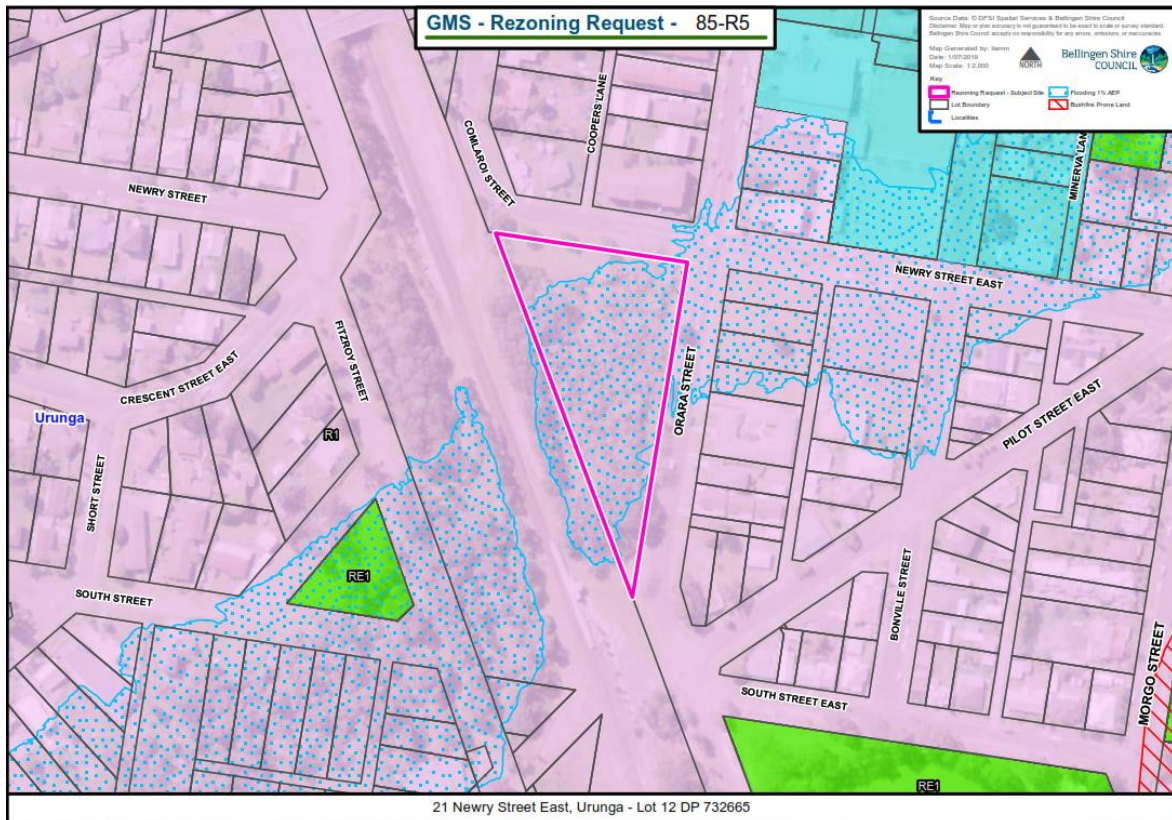 GMS - Rezoning Request - 85-R5
Source Data: © DFSI Spatial Services & Bellingen Shire Council
Disclaimer: Map or plan accuracy is not guaranteed to be exact to scale or survey standard.
Bellingen Shire Council accepts no responsibility for any errors, omissions, or inaccuracies.
Map Generated by: liamm
Date: 1/07/2019
Map Scale: 1:2,000
NORTH
Bellingen Shire
COUNCIL
Key
Rezoning Request - Subject Site
Flooding 1% AEP
Lot Boundary
Bushfire Prone Land
Localities
COMLAROI STREET
COOPERS LANE
MINERVA LANE
NEWRY STREET
NEWRY STREET EAST
FITZROY STREET
CRESCENT STREET EAST
ORARA STREET
PILOT STREET EAST
Urunga
R1
SHORT STREET
RE1
SOUTH STREET
BONVILLE STREET
MORGO STREET
SOUTH STREET EAST
RE1
21 Newry Street East, Urunga - Lot 12 DP 732665